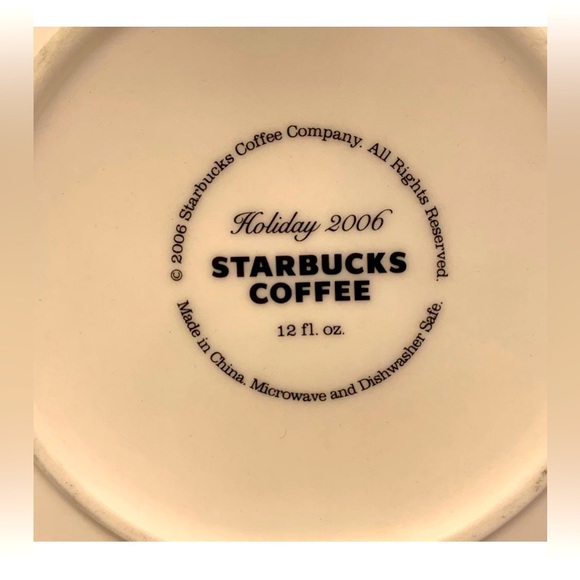 © 2006 Starbucks Coffee Company. All Rights Reserved.
Holiday 2006
STARBUCKS
COFFEE
12 fl. oz.
Made in China. Microwave and Dishwasher Safe.